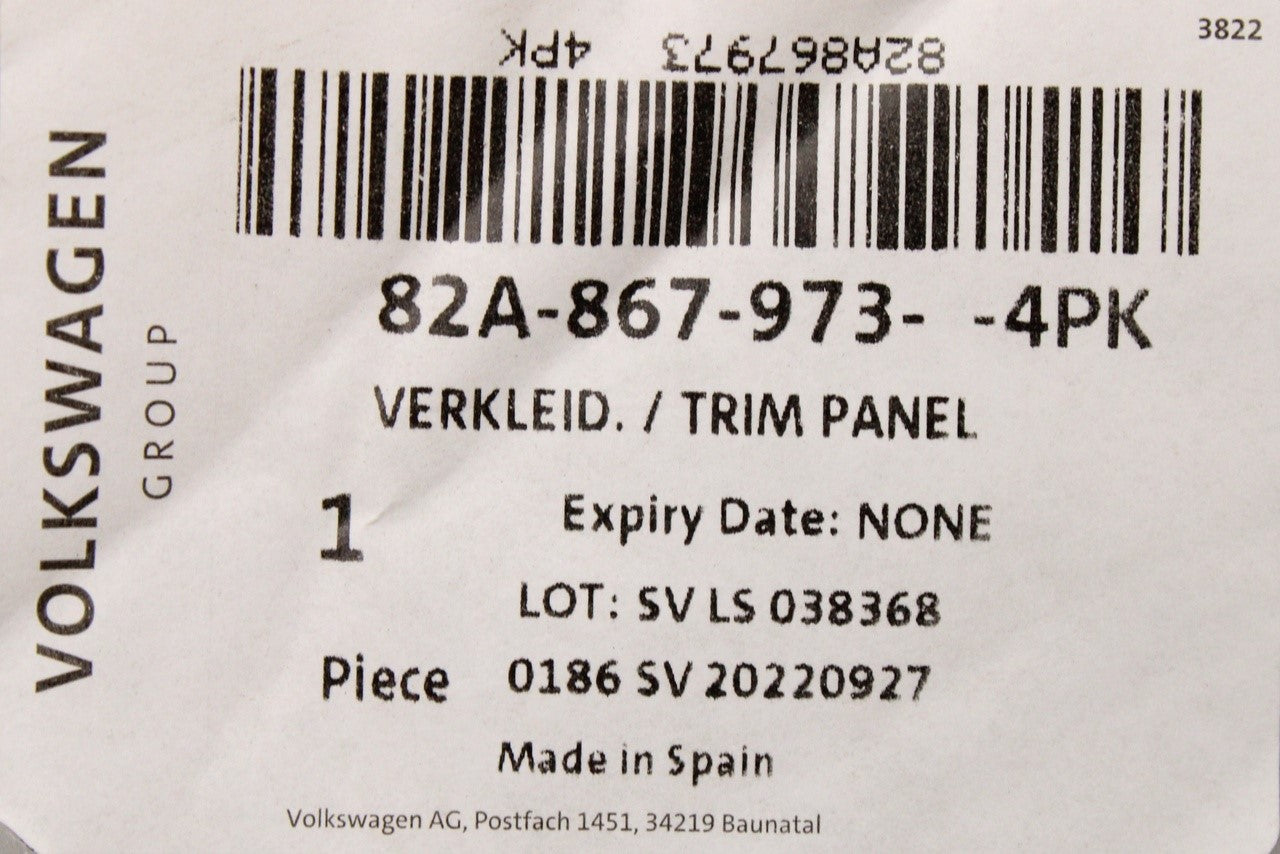 3822
82A867973 4PK
82A-867-973- -4PK
VERKLEID. / TRIM PANEL
1
Expiry Date: NONE
LOT: SV LS 038368
Piece
0186 SV 20220927
Made in Spain
Volkswagen AG, Postfach 1451, 34219 Baunatal
VOLKSWAGEN
GROUP